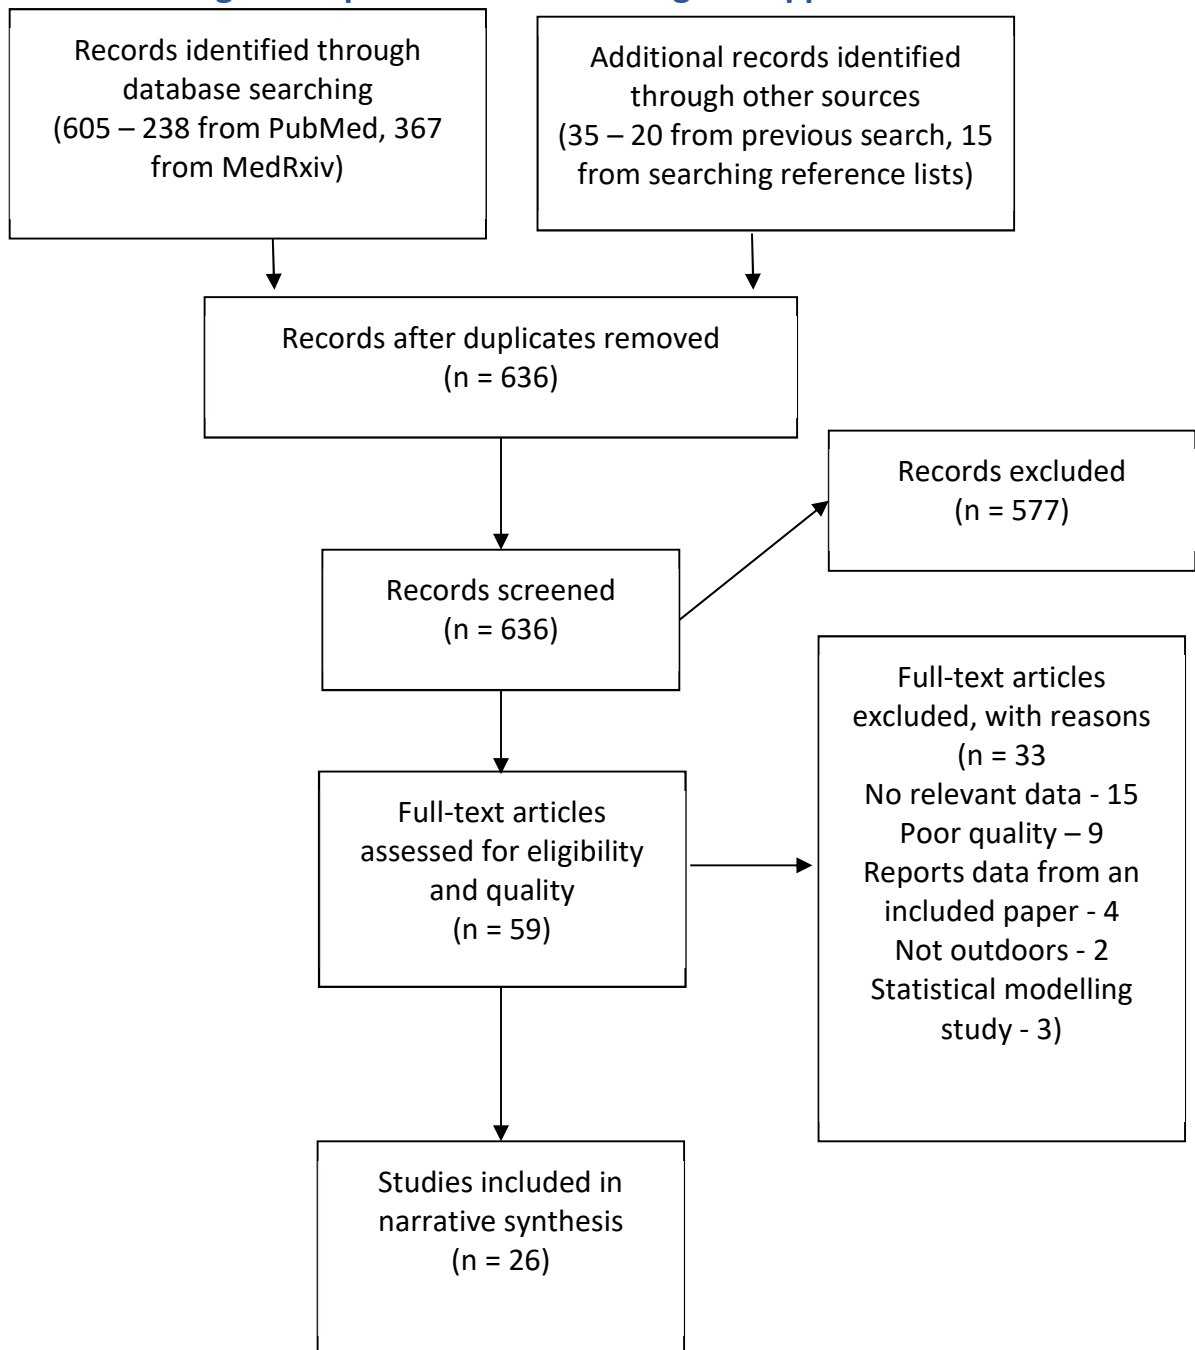 Records identified through
database searching
(605 – 238 from PubMed, 367
from MedRxiv)
Additional records identified
through other sources
(35 – 20 from previous search, 15
from searching reference lists)
Records after duplicates removed
(n = 636)
Records excluded
(n = 577)
Records screened
(n = 636)
Full-text articles
excluded, with reasons
(n = 33
No relevant data - 15
Poor quality – 9
Reports data from an
included paper - 4
Not outdoors - 2
Statistical modelling
study - 3)
Full-text articles
assessed for eligibility
and quality
(n = 59)
Studies included in
narrative synthesis
(n = 26)